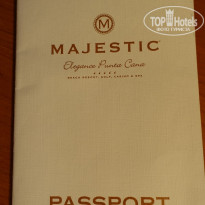 M
MAJESTIC
Elegance Punta Cana
PASSPORT
TOP HOTELS